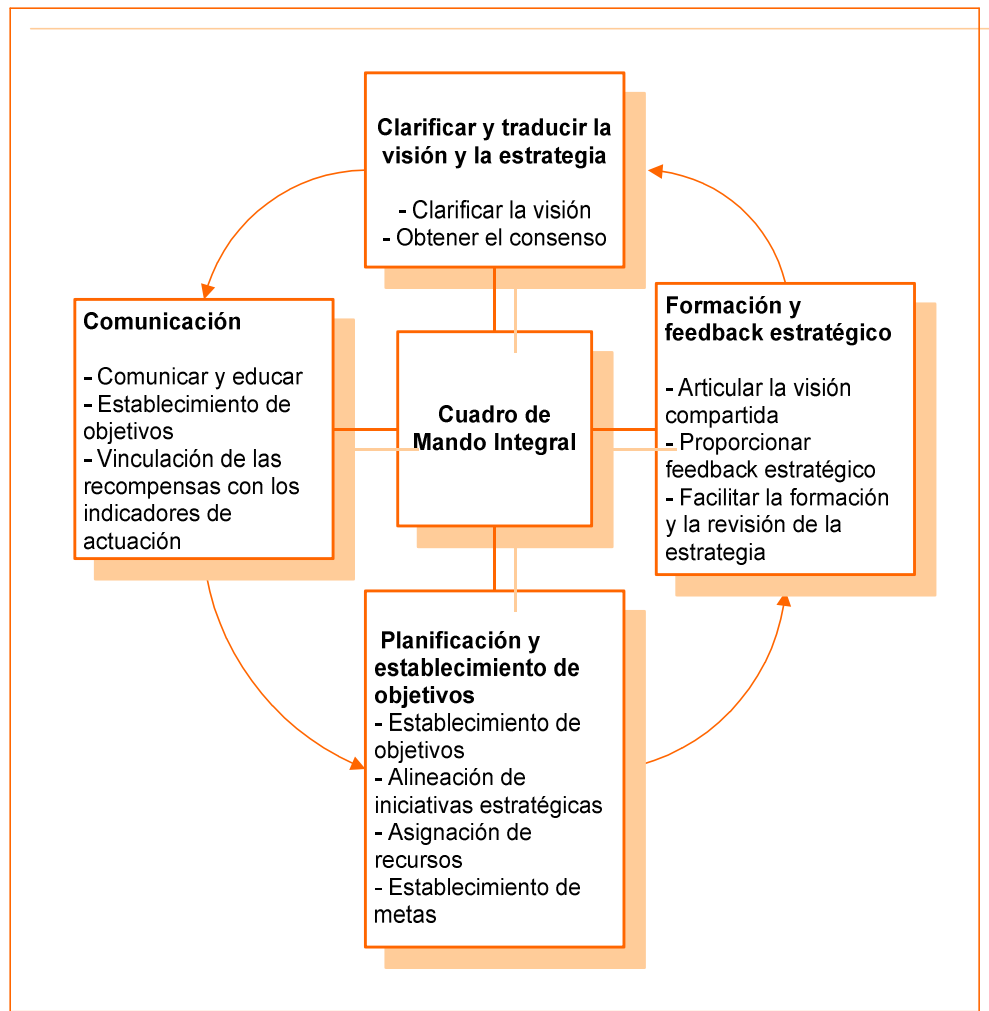 Clarificar y traducir la
visión y la estrategia
- Clarificar la visión
- Obtener el consenso
Comunicación
- Comunicar y educar
- Establecimiento de
objetivos
- Vinculación de las
recompensas con los
indicadores de
actuación
Cuadro de
Mando Integral
Formación y
feedback estratégico
- Articular la visión
compartida
- Proporcionar
feedback estratégico
- Facilitar la formación
y la revisión de la
estrategia
Planificación y
establecimiento de
objetivos
- Establecimiento de
objetivos
- Alineación de
iniciativas estratégicas
- Asignación de
recursos
- Establecimiento de
metas